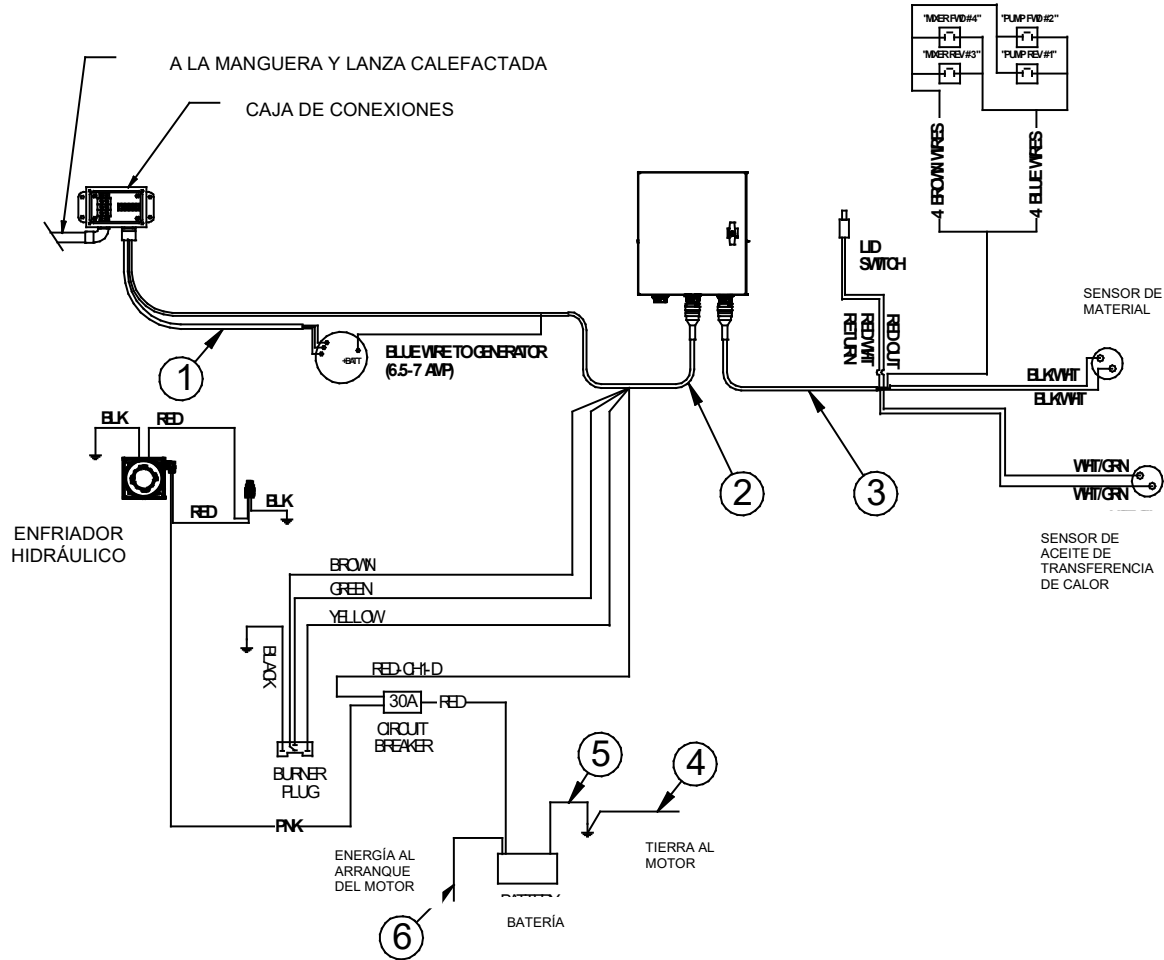 "MIXER FWD #4"
"PUMP FWD #2"
"MIXER REV #3"
"PUMP REV #1"
A LA MANGUERA Y LANZA CALEFACTADA
CAJA DE CONEXIONES
4 BROWN WIRES
4 BLUE WIRES
LID
SWITCH
RED OUT
RED/WHT
RETURN
SENSOR DE
MATERIAL
BLK/WHT
BLK/WHT
+BATT
BLUE WIRE TO GENERATOR
(6.5-7 AMP)
1
2
3
WHT/GRN
WHT/GRN
SENSOR DE
ACEITE DE
TRANSFERENCIA
DE CALOR
BLK
RED
RED
BLK
ENFRIADOR
HIDRÁULICO
BROWN
GREEN
YELLOW
BLACK
RED-CH1-D
30A
RED
CIRCUIT
BREAKER
BURNER
PLUG
PNK
5
4
TIERRA AL
MOTOR
ENERGÍA AL
ARRANQUE
DEL MOTOR
BATERÍA
6